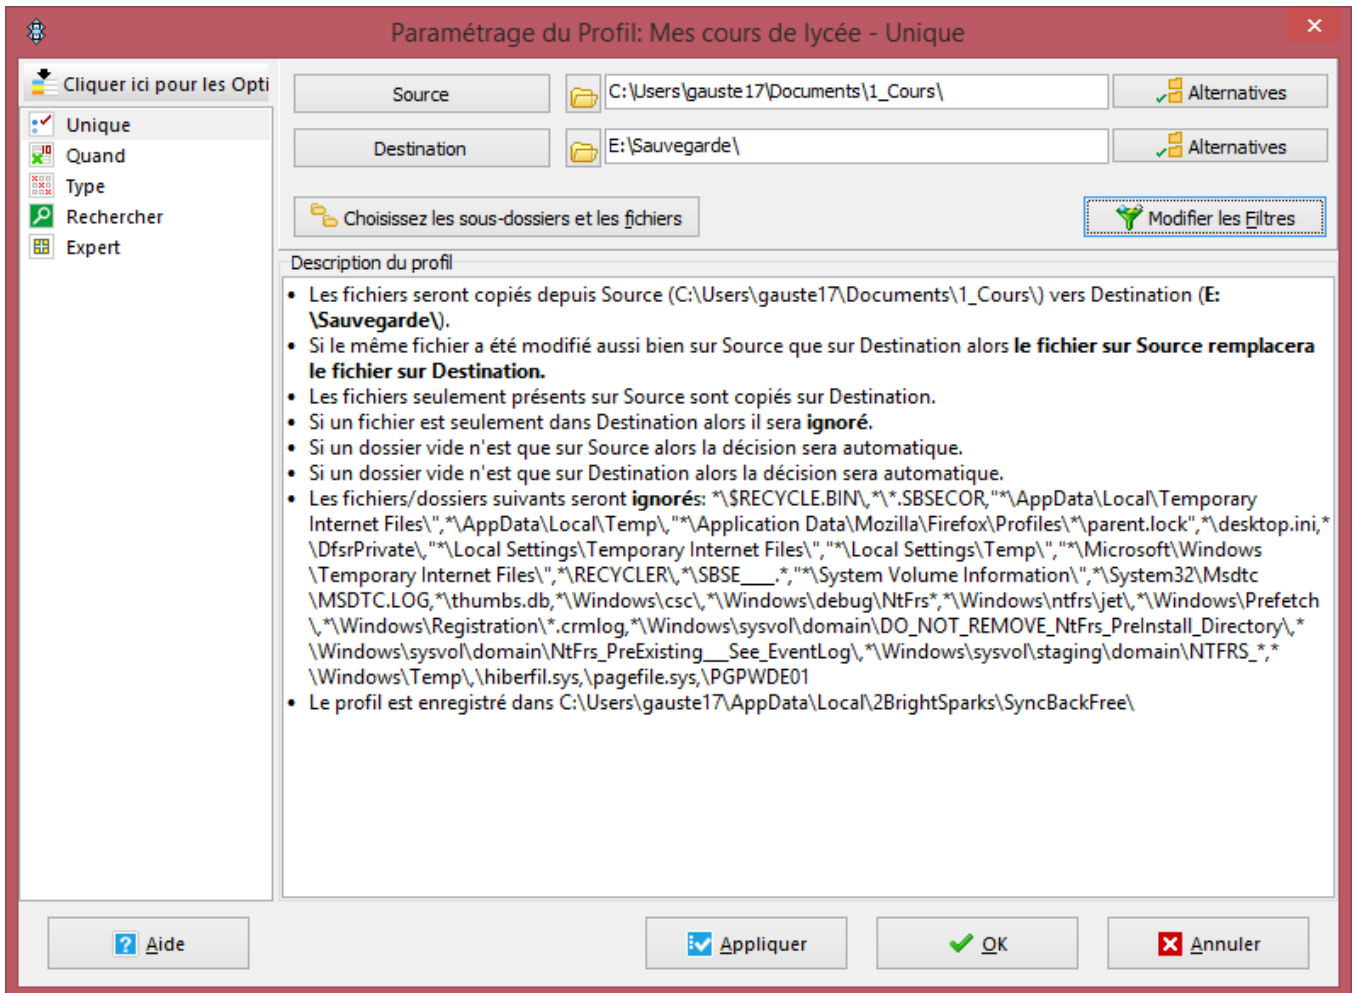 Paramétrage du Profil: Mes cours de lycée - Unique
Cliquer ici pour les Opti
Unique
Quand
Type
Rechercher
Expert
Source
C:\Users\gauste17\Documents\1_Cours\
Alternatives
Destination
E:\Sauvegarde\
Alternatives
Choisissez les sous-dossiers et les fichiers
Modifier les Filtres
Description du profil
• Les fichiers seront copiés depuis Source (C:\Users\gauste17\Documents\1_Cours\) vers Destination (E:
\Sauvegarde\).
• Si le même fichier a été modifié aussi bien sur Source que sur Destination alors le fichier sur Source remplacera
le fichier sur Destination.
• Les fichiers seulement présents sur Source sont copiés sur Destination.
• Si un fichier est seulement dans Destination alors il sera ignoré.
• Si un dossier vide n'est que sur Source alors la décision sera automatique.
• Si un dossier vide n'est que sur Destination alors la décision sera automatique.
• Les fichiers/dossiers suivants seront ignorés: *\$RECYCLE.BIN\,*\*.SBSECOR,"*\AppData\Local\Temporary
Internet Files\",*\AppData\Local\Temp\,"*\Application Data\Mozilla\Firefox\Profiles\*\parent.lock",*\desktop.ini,*
\DfsrPrivate\,"*\Local Settings\Temporary Internet Files\","*\Local Settings\Temp\","*\Microsoft\Windows
\Temporary Internet Files\",*\RECYCLER\,*\SBSE___.*,"*\System Volume Information\",*\System32\Msdtc
\MSDTC.LOG,*\thumbs.db,*\Windows\csc\,*\Windows\debug\NtFrs*,*\Windows\ntfrs\jet\,*\Windows\Prefetch
\,*\Windows\Registration\*.crmlog,*\Windows\sysvol\domain\DO_NOT_REMOVE_NtFrs_PreInstall_Directory\,*
\Windows\sysvol\domain\NtFrs_PreExisting___See_EventLog\,*\Windows\sysvol\staging\domain\NTFRS_*,*
\Windows\Temp\,\hiberfil.sys,\pagefile.sys,\PGPWDE01
• Le profil est enregistré dans C:\Users\gauste17\AppData\Local\2BrightSparks\SyncBackFree\
Aide
Appliquer
OK
Annuler